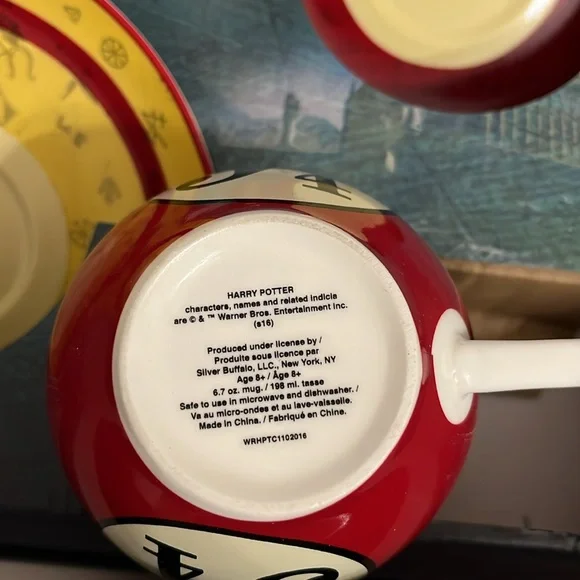 HARRY POTTER
characters, names and related indicia
are © & ™ Warner Bros. Entertainment Inc.
(s16)
Produced under license by /
Produite sous licence par
Silver Buffalo, LLC., New York, NY
Age 8+ / Âge 8+
6.7 oz. mug. / 198 ml. tasse
Safe to use in microwave and dishwasher. /
Va au micro-ondes et au lave-vaisselle.
Made in China. / Fabriqué en Chine.
WRHPTC1102016